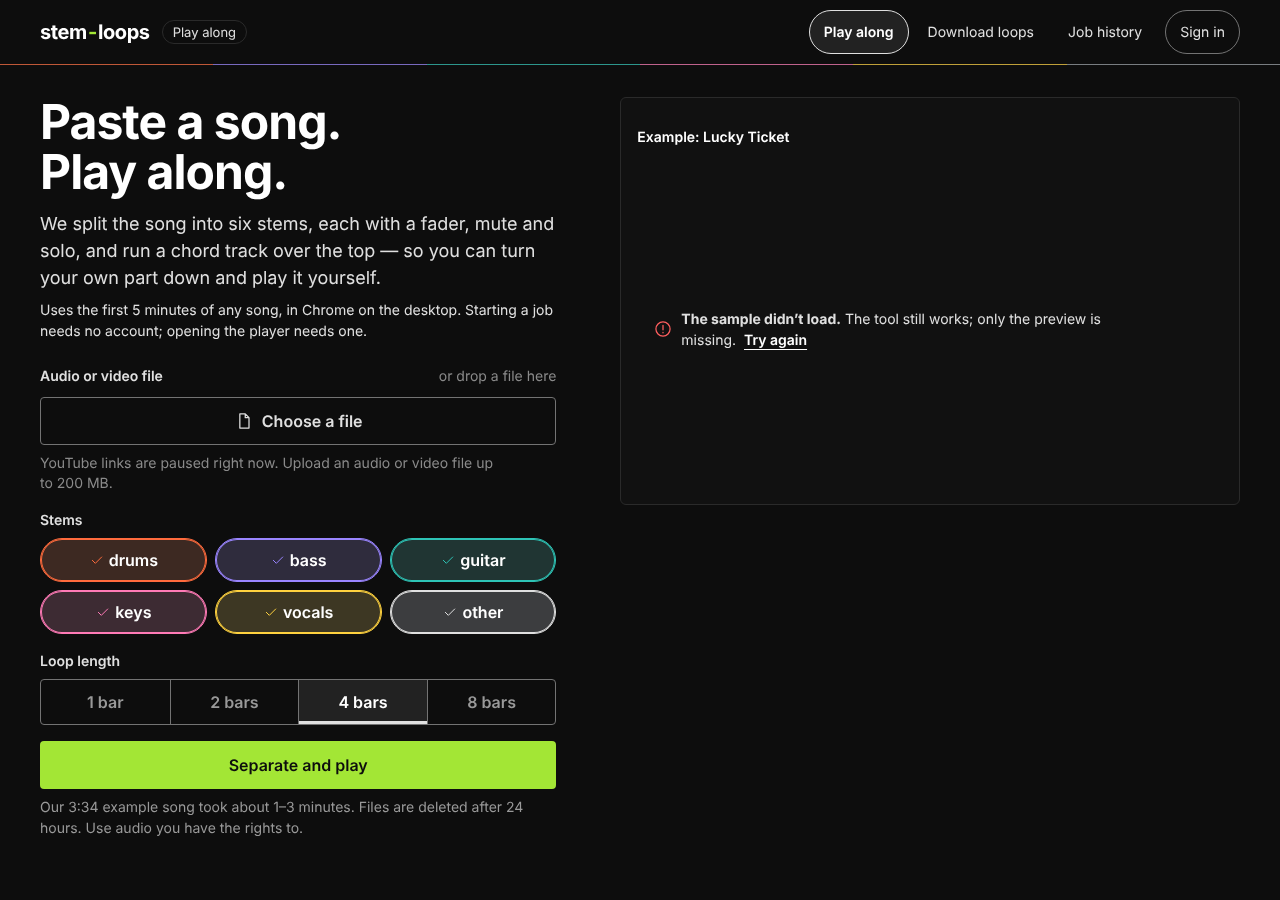 stem-loops
Play along
Play along
Download loops
Job history
Sign in
Paste a song.
Play along.
We split the song into six stems, each with a fader, mute and
solo, and run a chord track over the top — so you can turn
your own part down and play it yourself.
Uses the first 5 minutes of any song, in Chrome on the desktop. Starting a job
needs no account; opening the player needs one.
Audio or video file
or drop a file here
Choose a file
YouTube links are paused right now. Upload an audio or video file up
to 200 MB.
Stems
drums
bass
guitar
keys
vocals
other
Loop length
1 bar
2 bars
4 bars
8 bars
Separate and play
Our 3:34 example song took about 1–3 minutes. Files are deleted after 24
hours. Use audio you have the rights to.
Example: Lucky Ticket
The sample didn’t load. The tool still works; only the preview is
missing. Try again